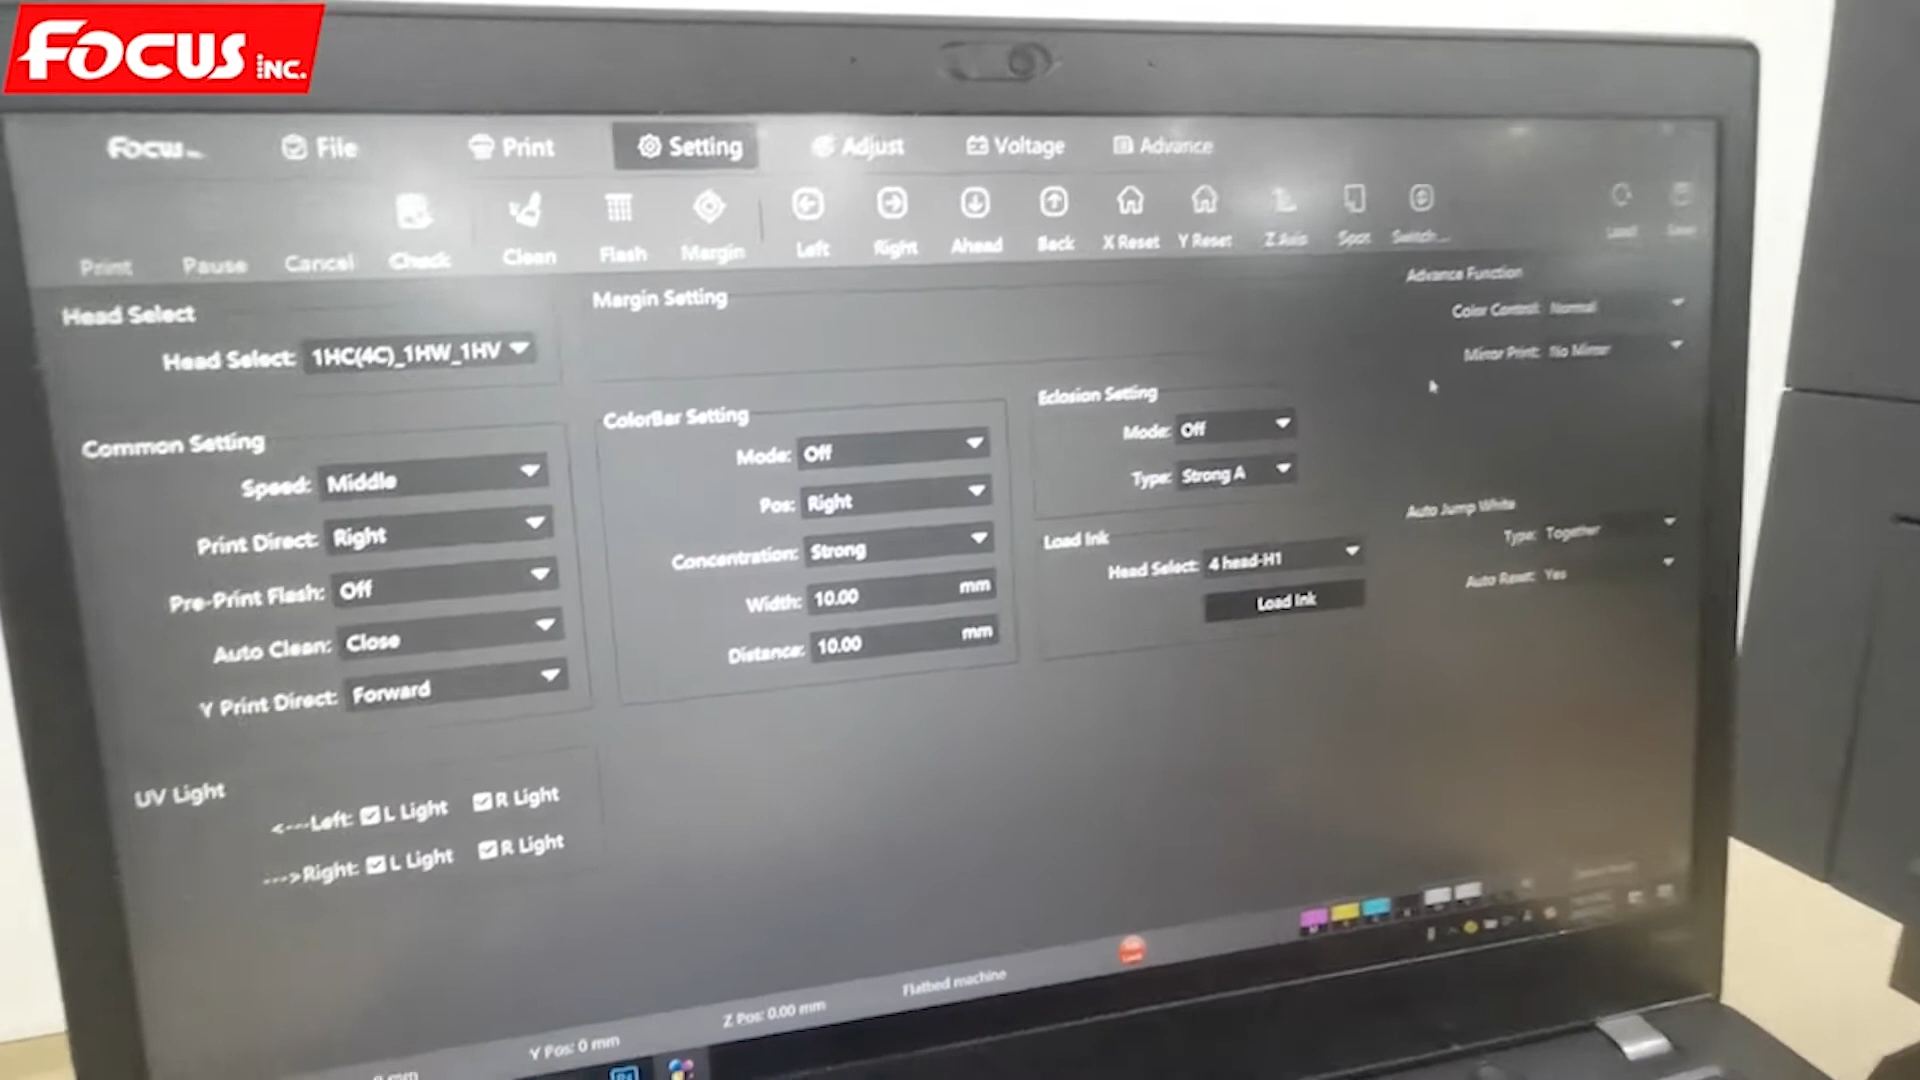 FOCUS INC.
Focus File Print Setting Adjust Voltage Advance
Print Pause Cancel Check Clean Flash Margin Left Right Ahead Back X Reset Y Reset Z Axis Spot Switch... Load Save
Head Select
Head Select: 1HC(4C)_1HW_1HV
Margin Setting
Advance Function
Color Control: Normal
Mirror Print: No Mirror
Common Setting
Speed: Middle
Print Direct: Right
Pre-Print Flash: Off
Auto Clean: Close
Y Print Direct: Forward
ColorBar Setting
Mode: Off
Pos: Right
Concentration: Strong
Width: 10.00 mm
Distance: 10.00 mm
Eclosion Setting
Mode: Off
Type: Strong A
Load Ink
Head Select: 4 head-H1
Load Ink
Auto Jump White
Type: Together
Auto Reset: Yes
UV Light
<---Left: L Light R Light
--->Right: L Light R Light
0 mm Y Pos: 0 mm Z Pos: 0.00 mm Flatbed machine